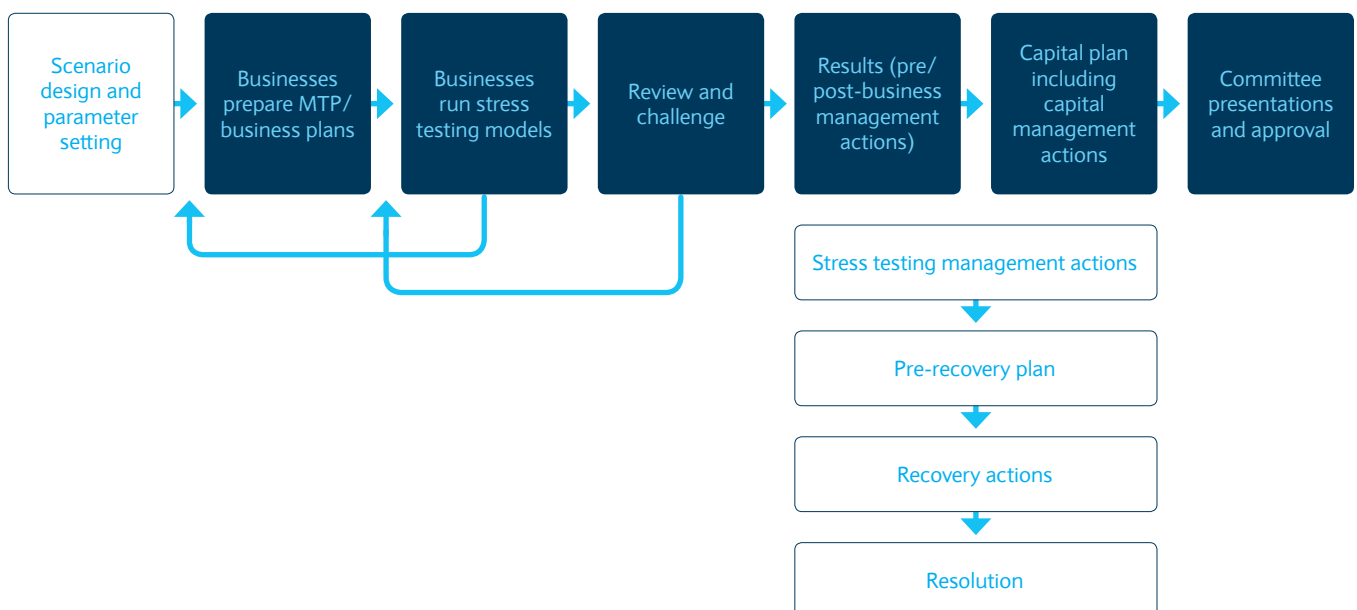 Scenario
design and
parameter
setting
Businesses
prepare MTP/
business plans
Businesses
run stress
testing models
Review and
challenge
Results (pre/
post-business
management
actions)
Capital plan
including
capital
management
actions
Committee
presentations
and approval
Stress testing management actions
Pre-recovery plan
Recovery actions
Resolution